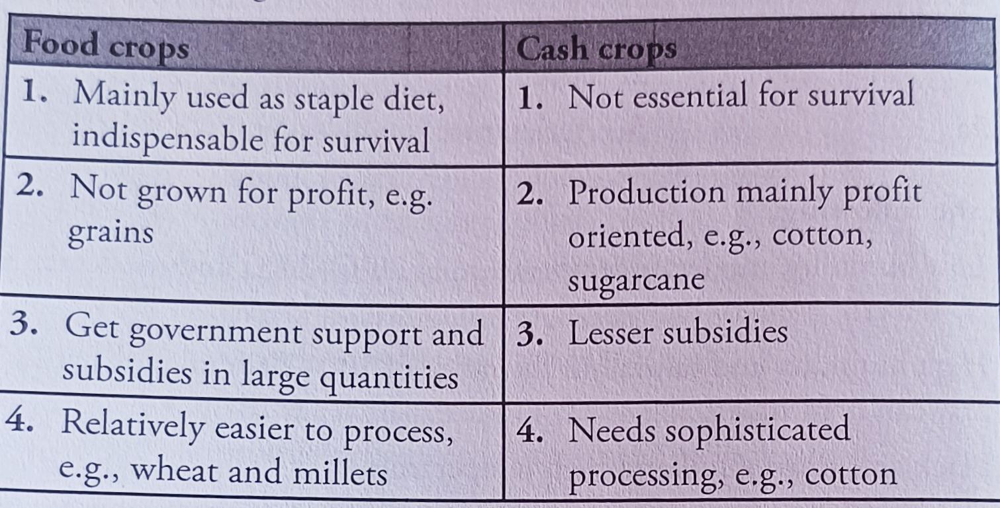 Food crops
Cash crops
1. Mainly used as staple diet,
indispensable for survival
1. Not essential for survival
2. Not grown for profit, e.g.
grains
2. Production mainly profit
oriented, e.g., cotton,
sugarcane
3. Get government support and
subsidies in large quantities
3. Lesser subsidies
4. Relatively easier to process,
e.g., wheat and millets
4. Needs sophisticated
processing, e.g., cotton